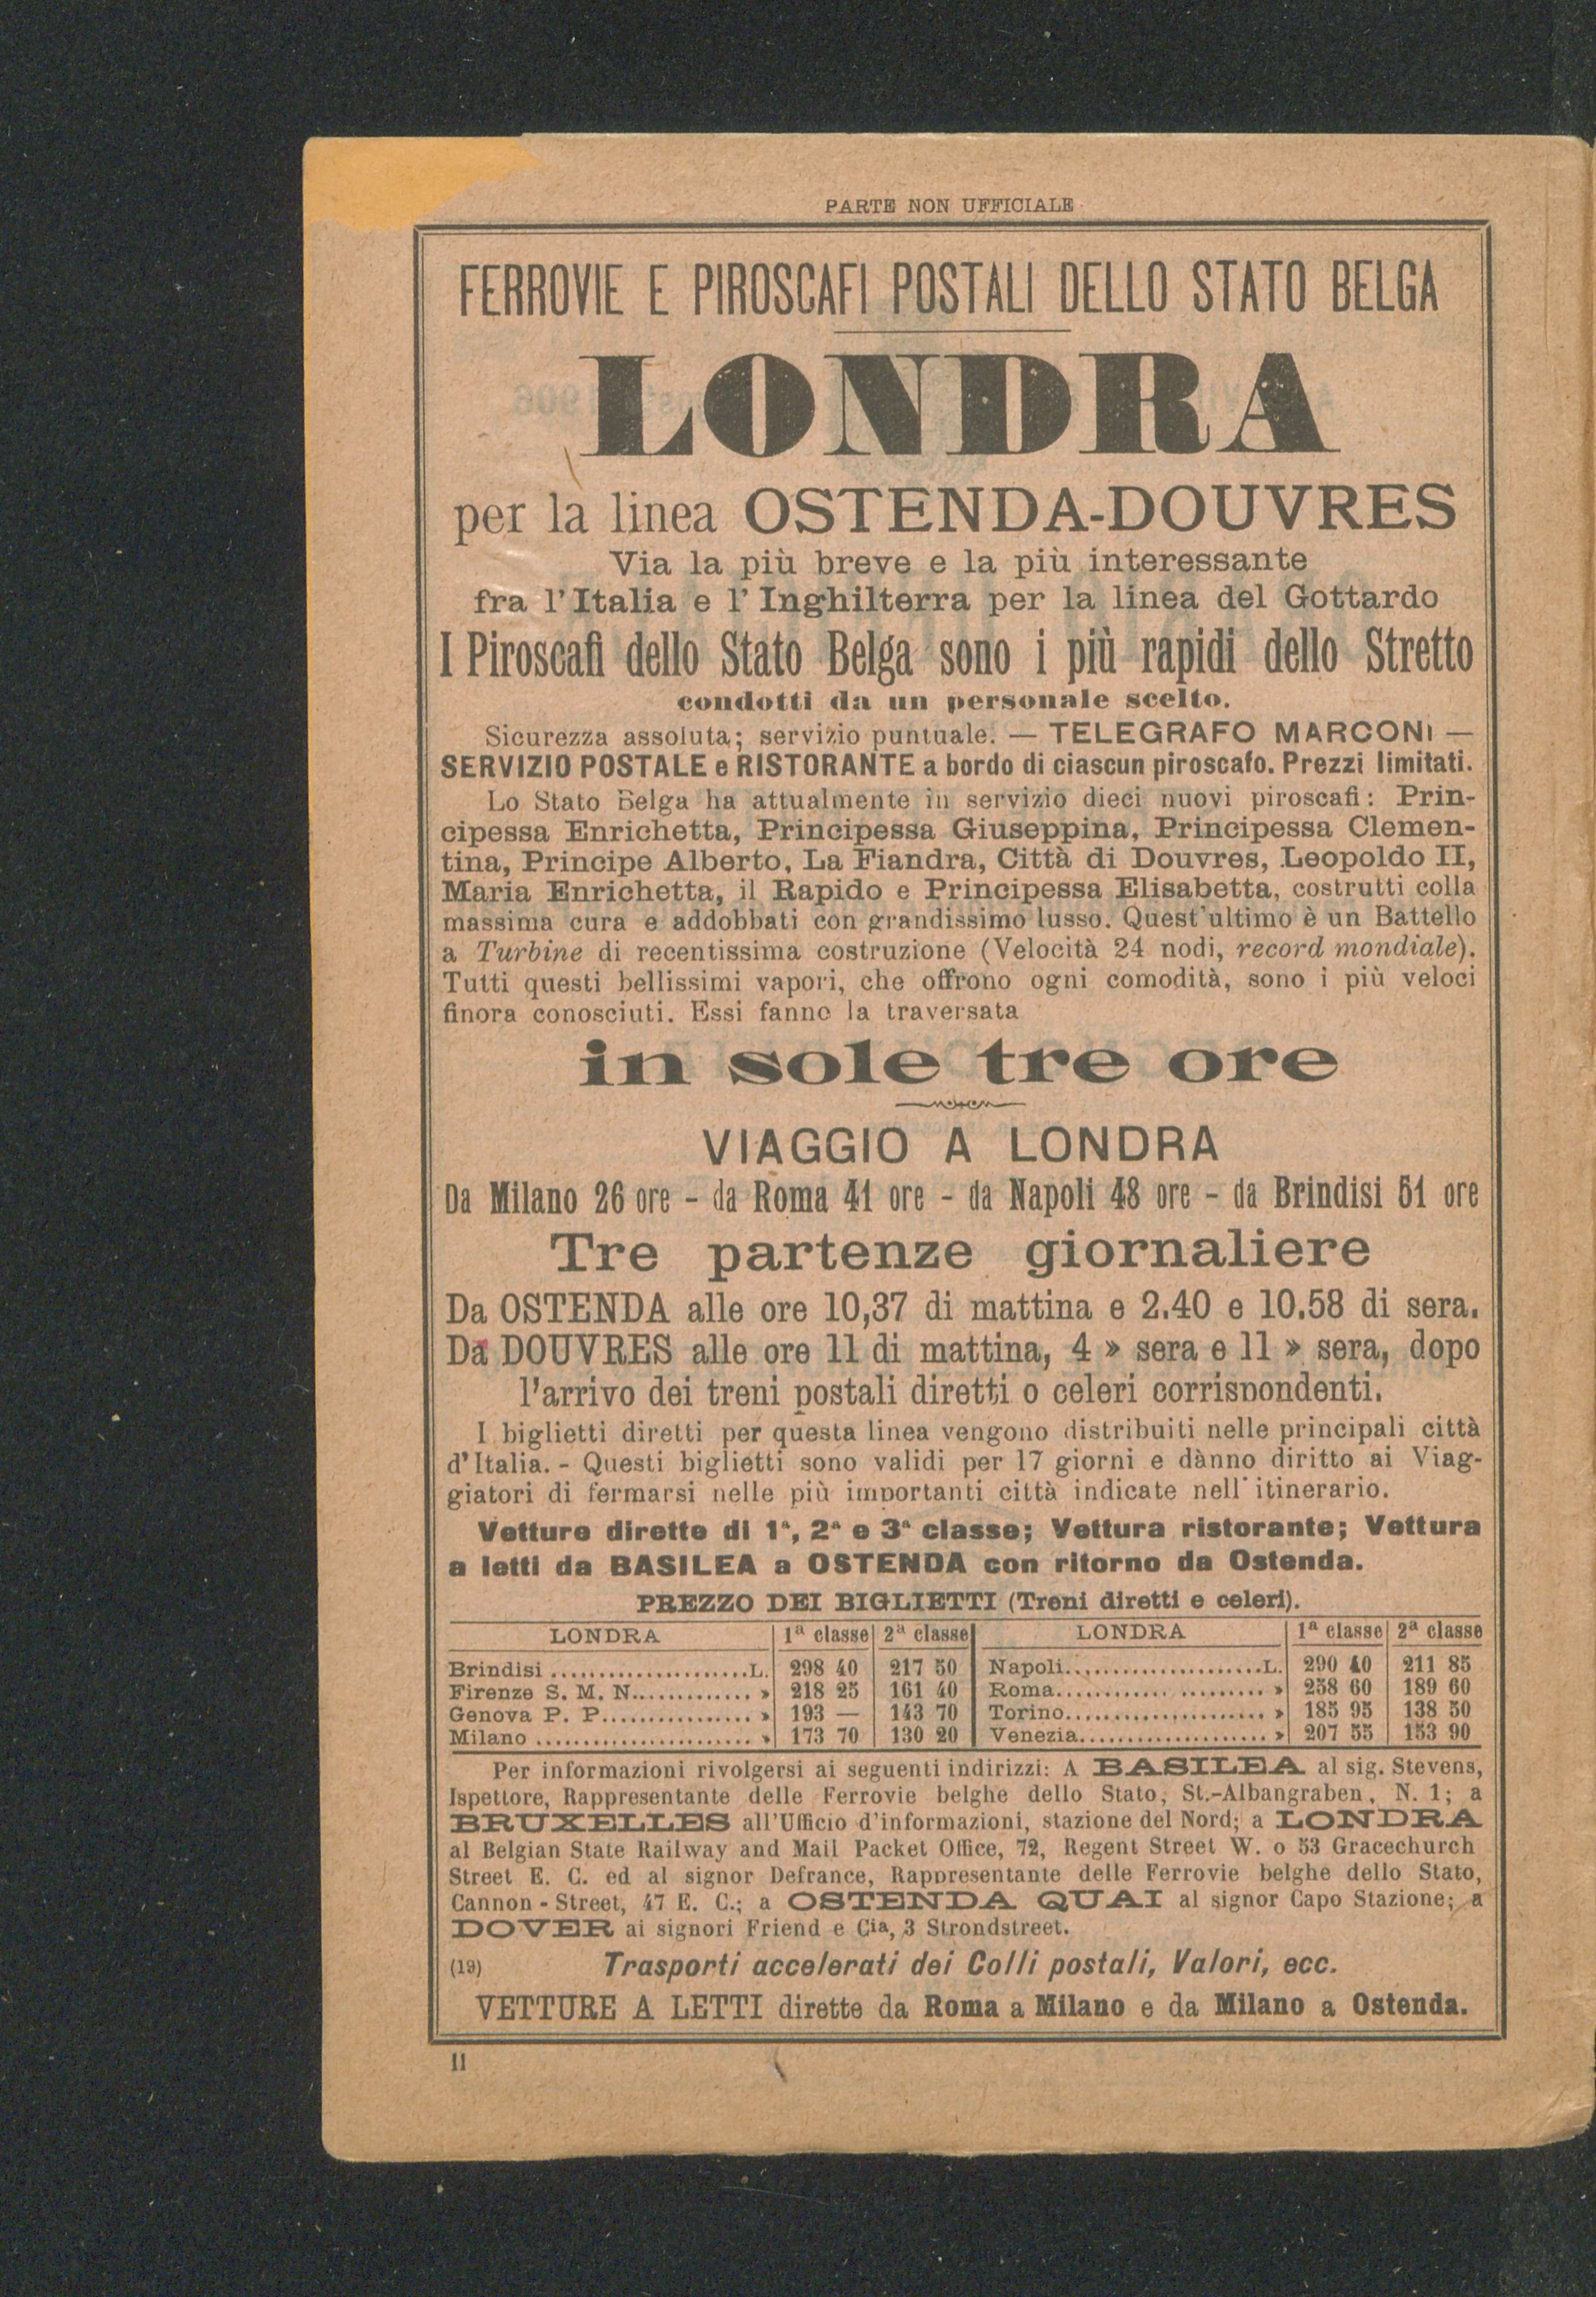 PARTE NON UFFICIALE
FERROVIE E PIROSCAFI POSTALI DELLO STATO BELGA
LONDRA
per la linea OSTENDA-DOUVRES
Via la più breve e la più interessante
fra l'Italia e l'Inghilterra per la linea del Gottardo
I Piroscafi dello Stato Belga sono i più rapidi dello Stretto
condotti da un personale scelto.
Sicurezza assoluta; servizio puntuale. — TELEGRAFO MARCONI —
SERVIZIO POSTALE e RISTORANTE a bordo di ciascun piroscafo. Prezzi limitati.
Lo Stato Belga ha attualmente in servizio dieci nuovi piroscafi: Prin-
cipessa Enrichetta, Principessa Giuseppina, Principessa Clemen-
tina, Principe Alberto, La Fiandra, Città di Douvres, Leopoldo II,
Maria Enrichetta, il Rapido e Principessa Elisabetta, costrutti colla
massima cura e addobbati con grandissimo lusso. Quest'ultimo è un Battello
a Turbine di recentissima costruzione (Velocità 24 nodi, record mondiale).
Tutti questi bellissimi vapori, che offrono ogni comodità, sono i più veloci
finora conosciuti. Essi fanno la traversata
in sole tre ore
VIAGGIO A LONDRA
Da Milano 26 ore - da Roma 41 ore - da Napoli 48 ore - da Brindisi 51 ore
Tre partenze giornaliere
Da OSTENDA alle ore 10,37 di mattina e 2.40 e 10.58 di sera.
Da DOUVRES alle ore 11 di mattina, 4 » sera e 11 » sera, dopo
l'arrivo dei treni postali diretti o celeri corrispondenti.
I biglietti diretti per questa linea vengono distribuiti nelle principali città
d'Italia. - Questi biglietti sono validi per 17 giorni e dànno diritto ai Viag-
giatori di fermarsi nelle più importanti città indicate nell'itinerario.
Vetture dirette di 1ª, 2ª e 3ª classe; Vettura ristorante; Vettura
a letti da BASILEA a OSTENDA con ritorno da Ostenda.
PREZZO DEI BIGLIETTI (Treni diretti e celeri).
LONDRA 1ª classe 2ª classe LONDRA 1ª classe 2ª classe
Brindisi ..................... L. 298 40 217 50 Napoli..................... L. 290 40 211 85
Firenze S. M. N............. » 218 25 161 40 Roma..................... » 258 60 189 60
Genova P. P................ » 193 — 143 70 Torino..................... » 185 95 138 50
Milano ....................... » 173 70 130 20 Venezia.................... » 207 55 153 90
Per informazioni rivolgersi ai seguenti indirizzi: A BASILEA al sig. Stevens,
Ispettore, Rappresentante delle Ferrovie belghe dello Stato, St.-Albangraben, N. 1; a
BRUXELLES all'Ufficio d'informazioni, stazione del Nord; a LONDRA
al Belgian State Railway and Mail Packet Office, 72, Regent Street W. o 53 Gracechurch
Street E. C. ed al signor Defrance, Rappresentante delle Ferrovie belghe dello Stato,
Cannon - Street, 47 E. C.; a OSTENDA QUAI al signor Capo Stazione; a
DOVER ai signori Friend e Cia, 3 Strondstreet.
(19) Trasporti accelerati dei Colli postali, Valori, ecc.
VETTURE A LETTI dirette da Roma a Milano e da Milano a Ostenda.
11